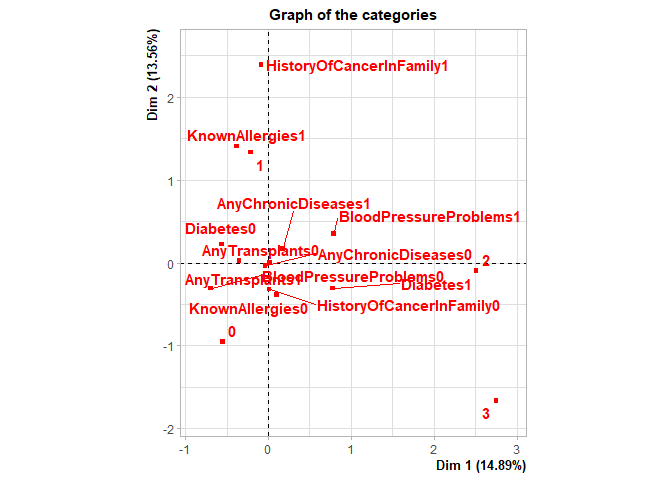 Graph of the categories
Dim 2 (13.56%)
HistoryOfCancerInFamily1
2
KnownAllergies1
1
1
AnyChronicDiseases1
BloodPressureProblems1
Diabetes0
AnyTransplants0
AnyChronicDiseases0
2
0
AnyTransplants1
BloodPressureProblems0
Diabetes1
KnownAllergies0
HistoryOfCancerInFamily0
0
-1
3
-2
-1 0 1 2 3
Dim 1 (14.89%)